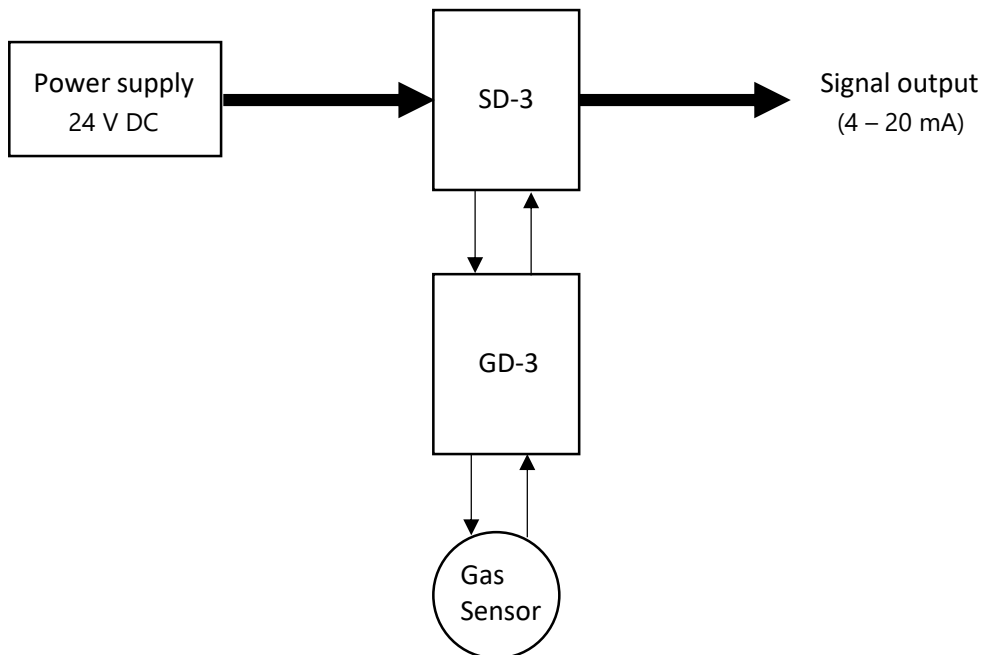 Power supply
24 V DC
SD-3
Signal output
(4 – 20 mA)
GD-3
Gas
Sensor